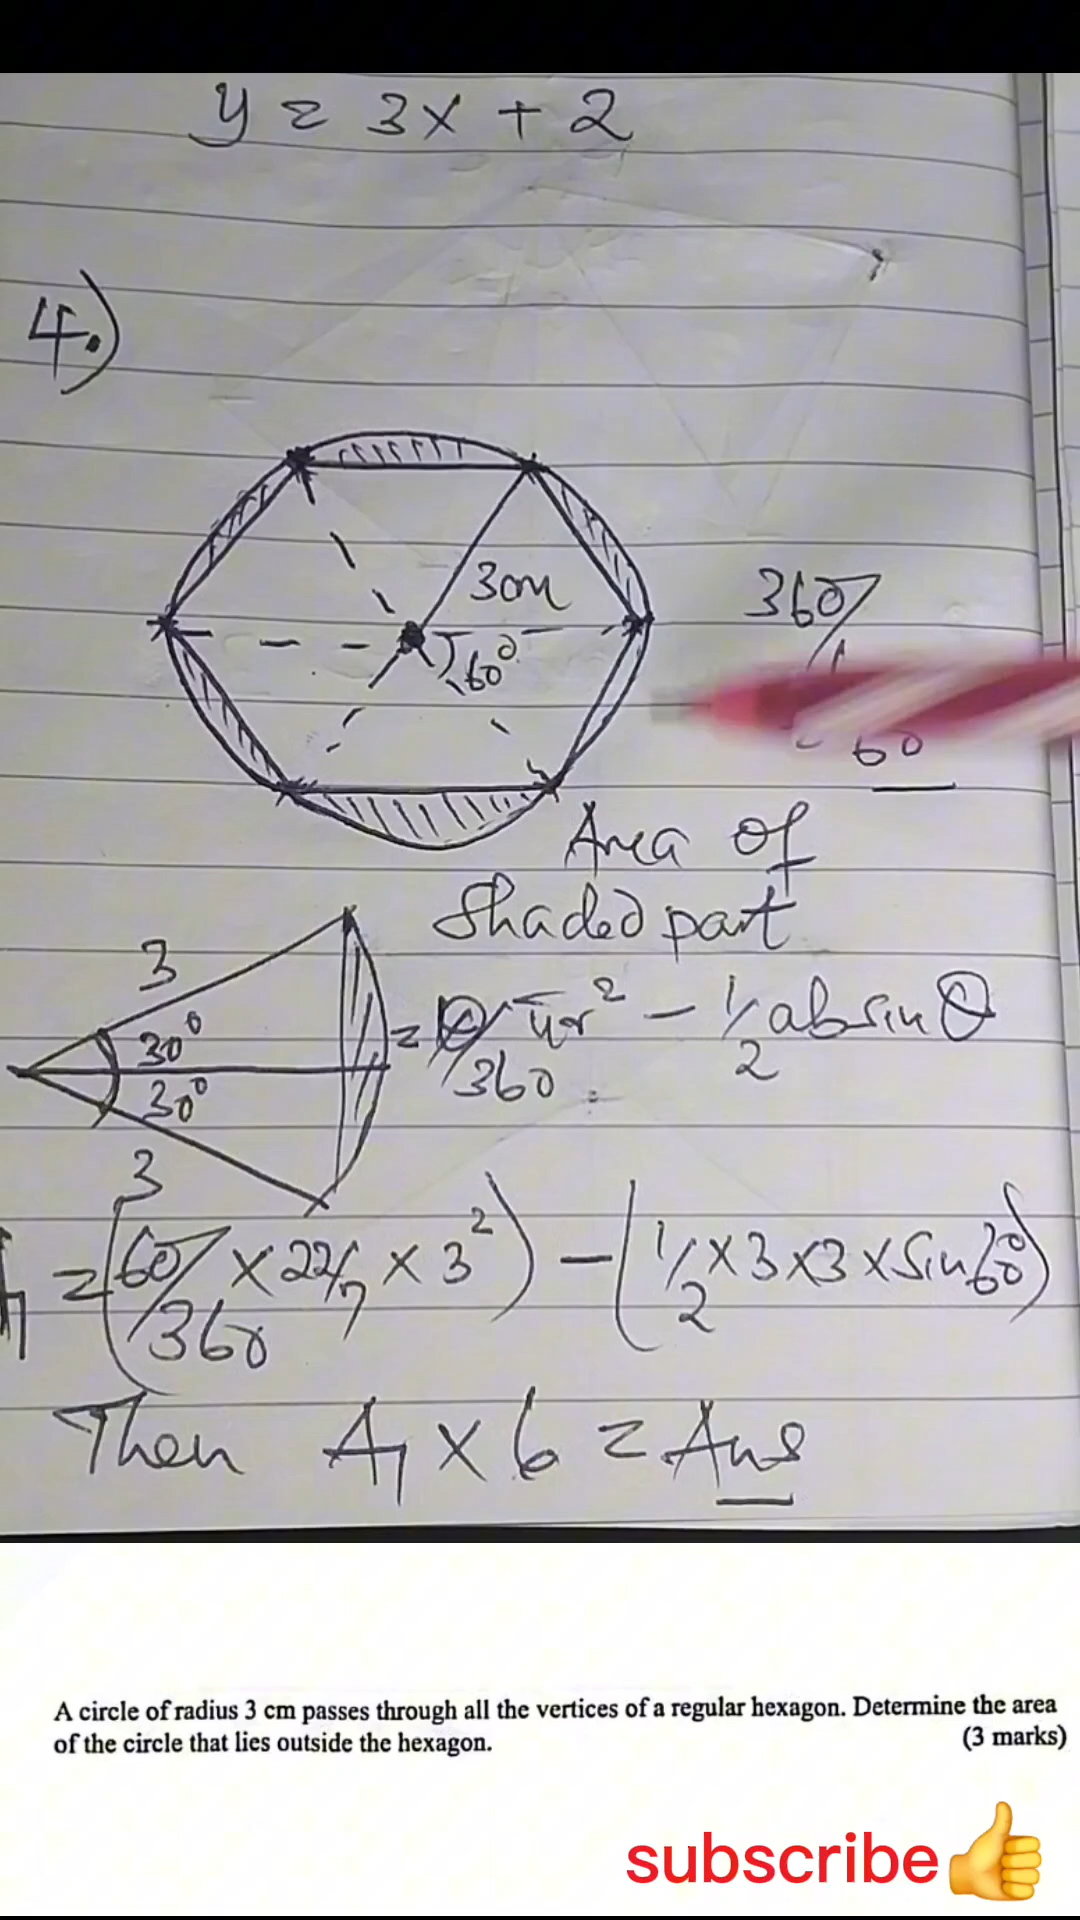 y = 3x + 2
4.)
3cm
60°
360/
60
Area of
Shaded part
3
30°
30°
3
= θ/360 πr² - 1/2 ab sin θ
= (60/360 × 22/7 × 3²) - (1/2 × 3 × 3 × Sin 60°)
Then A₁ × 6 = Ans
A circle of radius 3 cm passes through all the vertices of a regular hexagon. Determine the area
of the circle that lies outside the hexagon. (3 marks)
subscribe